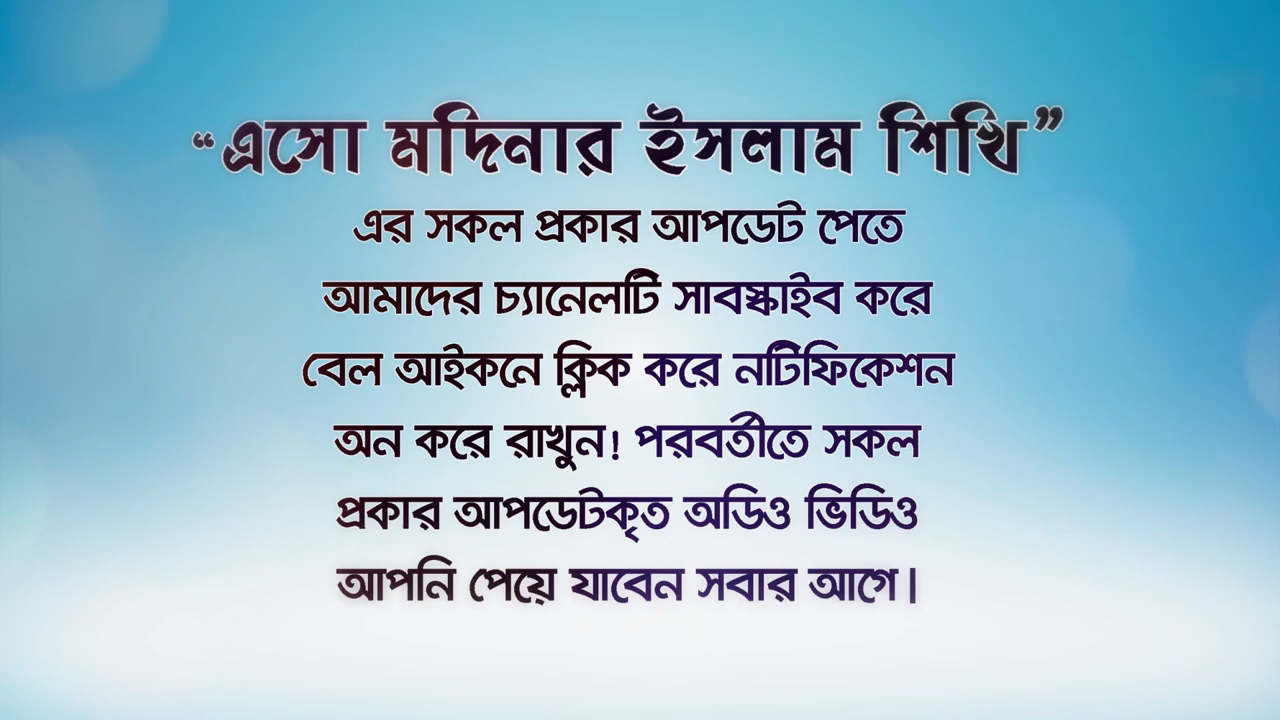 “এসো মদিনার ইসলাম শিখি”
এর সকল প্রকার আপডেট পেতে
আমাদের চ্যানেলটি সাবস্ক্রাইব করে
বেল আইকনে ক্লিক করে নটিফিকেশন
অন করে রাখুন! পরবর্তীতে সকল
প্রকার আপডেটকৃত অডিও ভিডিও
আপনি পেয়ে যাবেন সবার আগে।